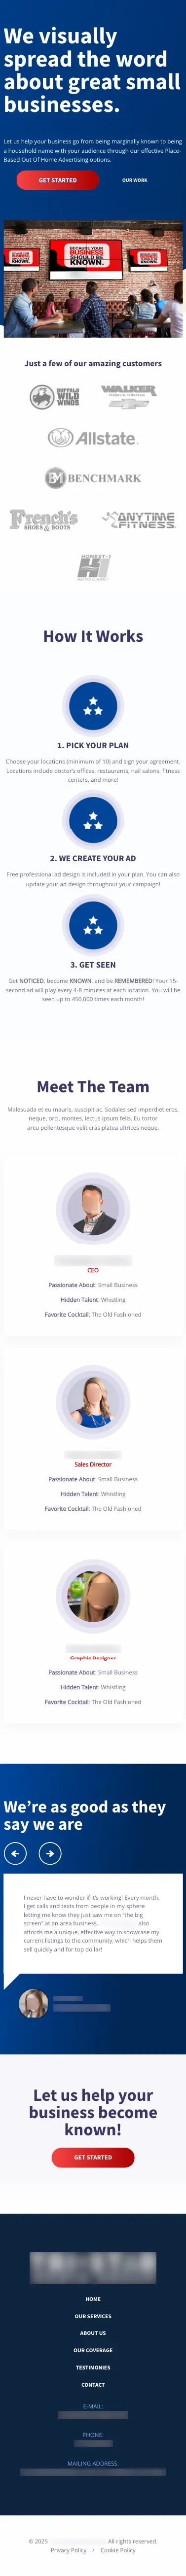 We visually
spread the word
about great small
businesses.
Let us help your business go from being marginally known to being
a household name with your audience through our effective Place-
Based Out Of Home Advertising options.
GET STARTED
OUR WORK
BECAUSE YOUR
BUSINESS
SHOULD BE
KNOWN.
Just a few of our amazing customers
BUFFALO
WILD
WINGS
WALKER
Allstate
BENCHMARK
French's
SHOES & BOOTS
ANYTIME
FITNESS
HONEST-1
AUTO CARE
How It Works
1. PICK YOUR PLAN
Choose your locations (minimum of 10) and sign your agreement.
Locations include doctor's offices, restaurants, nail salons, fitness
centers, and more!
2. WE CREATE YOUR AD
Free professional ad design is included in your plan. You can also
update your ad design throughout your campaign!
3. GET SEEN
Get NOTICED, become KNOWN, and be REMEMBERED! Your 15-
second ad will play every 4-8 minutes at each location. You will be
seen up to 450,000 times each month!
Meet The Team
Malesuada et eu mauris, suscipit ac. Sodales sed imperdiet eros,
neque, orci, montes, lectus ipsum felis. Eu tortor
arcu pellentesque velit cras platea ultrices neque.
CEO
Passionate About: Small Business
Hidden Talent: Whistling
Favorite Cocktail: The Old Fashioned
Sales Director
Passionate About: Small Business
Hidden Talent: Whistling
Favorite Cocktail: The Old Fashioned
Graphic Designer
Passionate About: Small Business
Hidden Talent: Whistling
Favorite Cocktail: The Old Fashioned
We're as good as they
say we are
I never have to wonder if it's working! Every month,
I get calls and texts from people in my sphere
letting me know they just saw me on "the big
screen" at an area business. also
affords me a unique, effective way to showcase my
current listings to the community, which helps them
sell quickly and for top dollar!
Let us help your
business become
known!
GET STARTED
HOME
OUR SERVICES
ABOUT US
OUR COVERAGE
TESTIMONIES
CONTACT
E-MAIL:
PHONE:
MAILING ADDRESS:
© 2025 . All rights reserved.
Privacy Policy / Cookie Policy